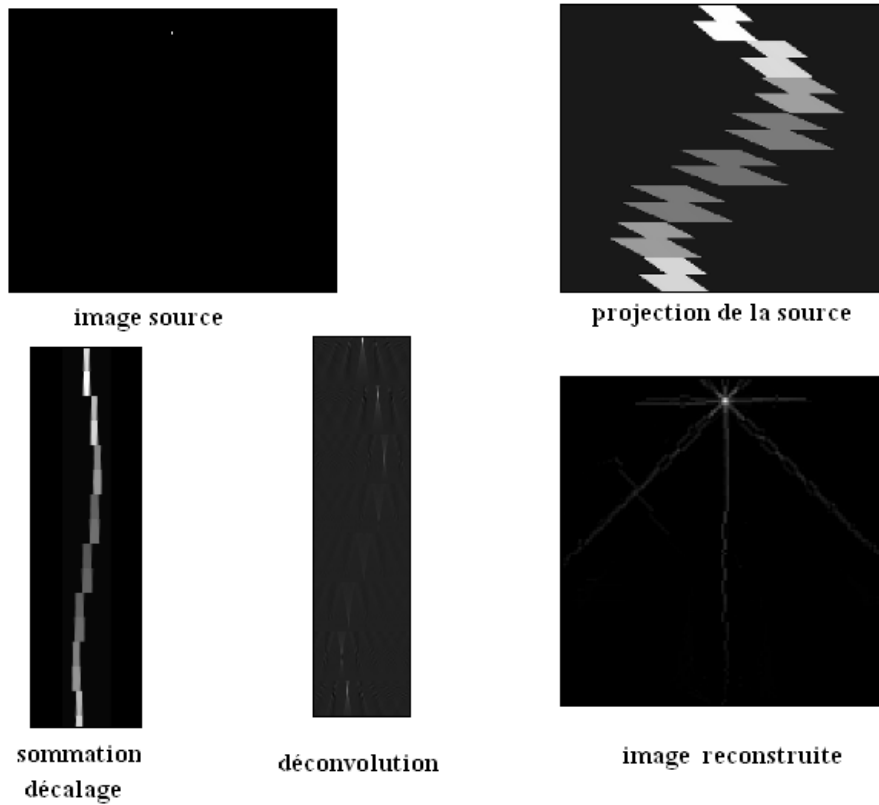 image source
projection de la source
sommation
décalage
déconvolution
image reconstruite